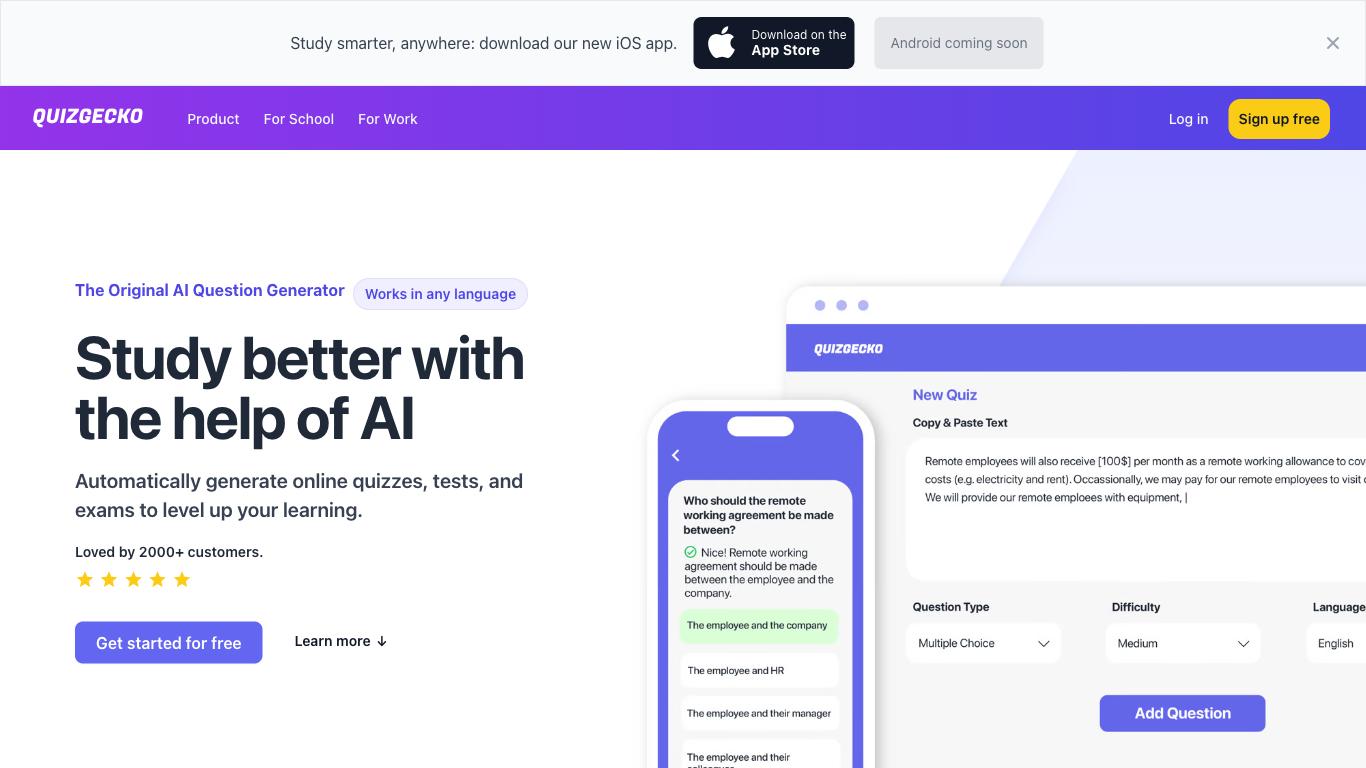 Study smarter, anywhere: download our new iOS app.
Download on the
App Store
Android coming soon
QUIZGECKO
Product
For School
For Work
Log in
Sign up free
The Original AI Question Generator
Works in any language
Study better with
the help of AI
Automatically generate online quizzes, tests, and
exams to level up your learning.
Loved by 2000+ customers.
Get started for free
Learn more ↓
QUIZGECKO
New Quiz
Copy & Paste Text
Remote employees will also receive [100$] per month as a remote working allowance to cov
costs (e.g. electricity and rent). Occassionally, we may pay for our remote employees to visit
We will provide our remote emploees with equipment, |
Question Type
Difficulty
Language
Multiple Choice
Medium
English
Add Question
Who should the remote
working agreement be made
between?
Nice! Remote working
agreement should be made
between the employee and the
company.
The employee and the company
The employee and HR
The employee and their manager
The employee and their